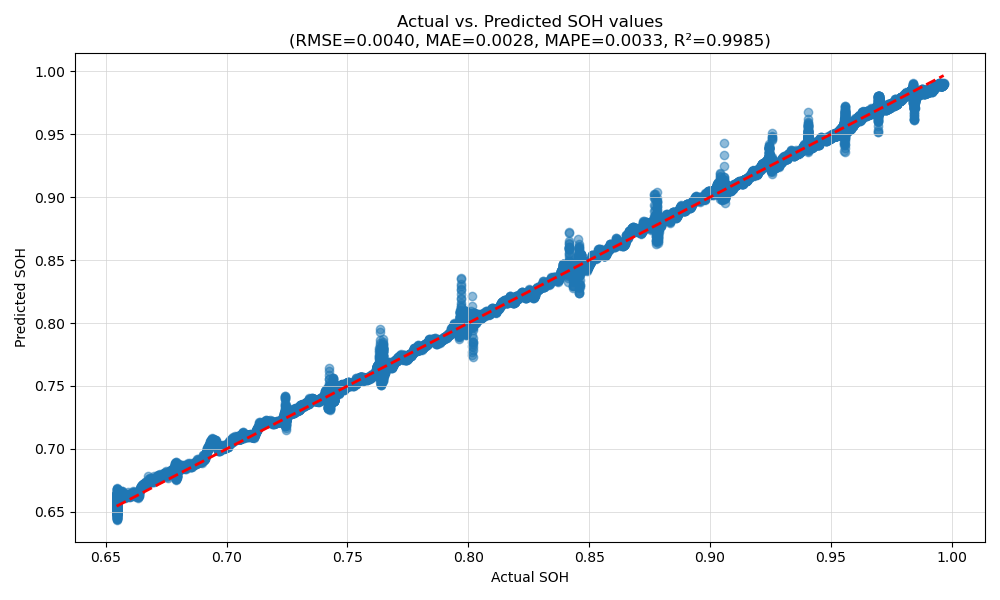 Actual vs. Predicted SOH values
(RMSE=0.0040, MAE=0.0028, MAPE=0.0033, R²=0.9985)
Predicted SOH
1.00
0.95
0.90
0.85
0.80
0.75
0.70
0.65
0.65 0.70 0.75 0.80 0.85 0.90 0.95 1.00
Actual SOH